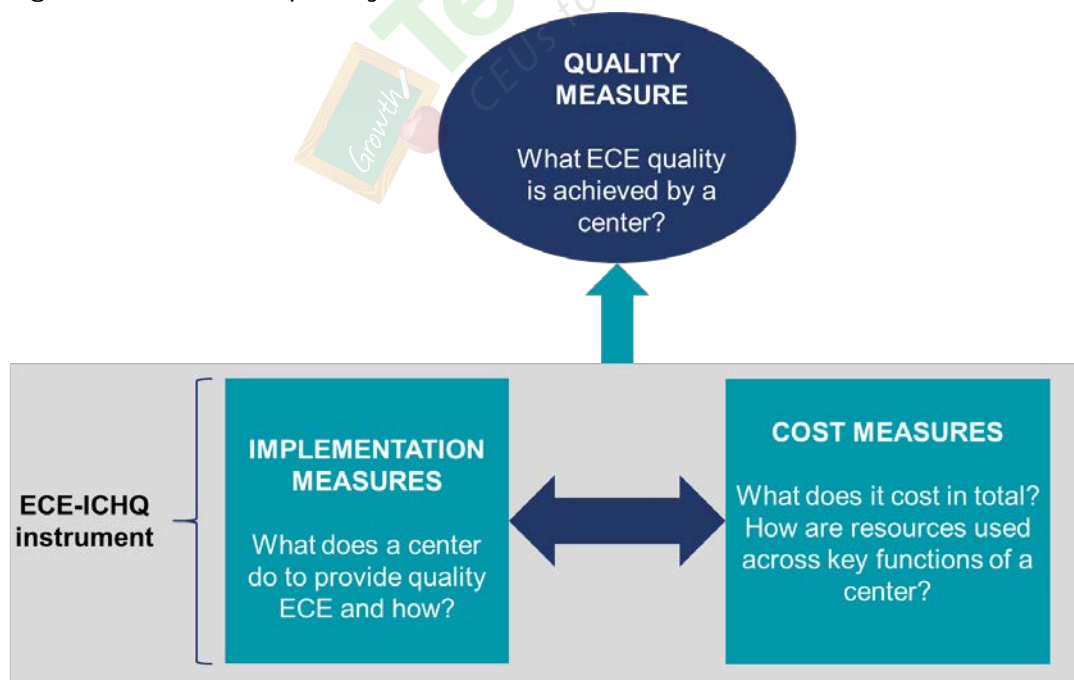 QUALITY
MEASURE
What ECE quality
is achieved by a
center?
Growth
CEUs
ECE-ICHQ
instrument
IMPLEMENTATION
MEASURES
What does a center
do to provide quality
ECE and how?
COST MEASURES
What does it cost in total?
How are resources used
across key functions of a
center?